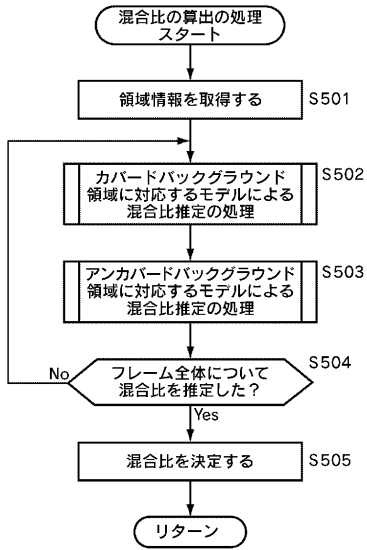 混合比の算出の処理
スタート
領域情報を取得する
S501
カバードバックグラウンド
領域に対応するモデルによる
混合比推定の処理
S502
アンカバードバックグラウンド
領域に対応するモデルによる
混合比推定の処理
S503
フレーム全体について
混合比を推定した？
S504
No
Yes
混合比を決定する
S505
リターン